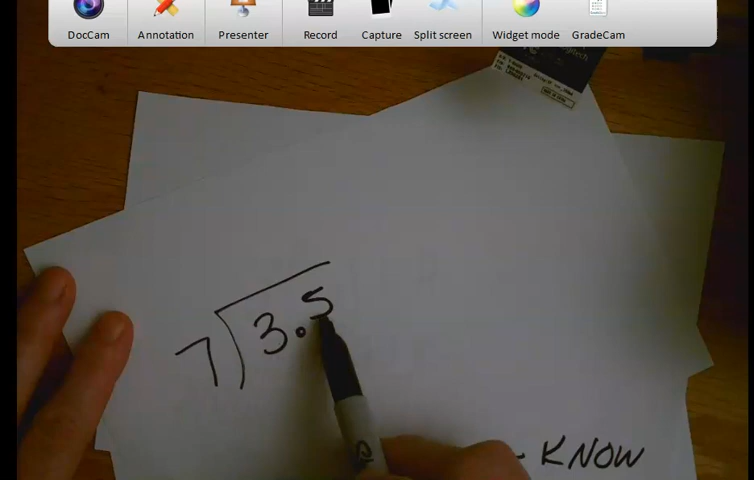 DocCam Annotation Presenter Record Capture Split screen Widget mode GradeCam
7)3.5
- KNOW